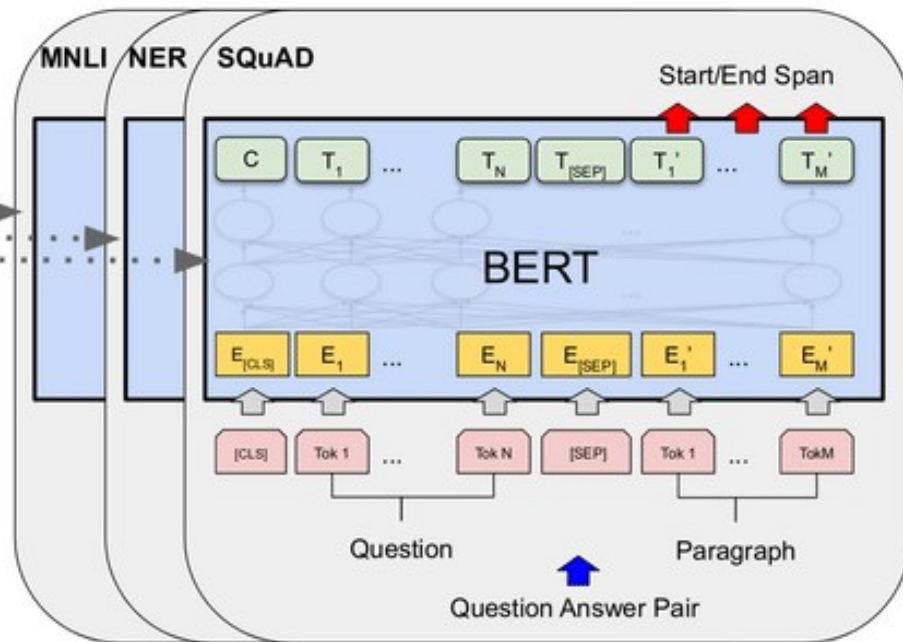 MNLI NER SQuAD
Start/End Span
C T1 ... TN T[SEP] T1' ... TM'
...
BERT
...
E[CLS] E1 ... EN E[SEP] E1' ... EM'
[CLS] Tok 1 ... Tok N [SEP] Tok 1 ... TokM
Question Paragraph
Question Answer Pair